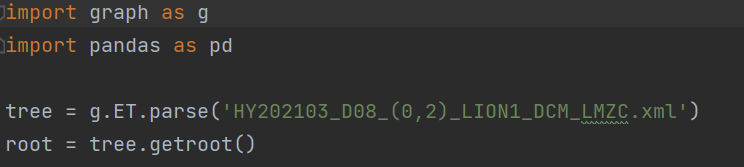 import graph as g
import pandas as pd
tree = g.ET.parse('HY202103_D08_(0,2)_LION1_DCM_LMZC.xml')
root = tree.getroot()